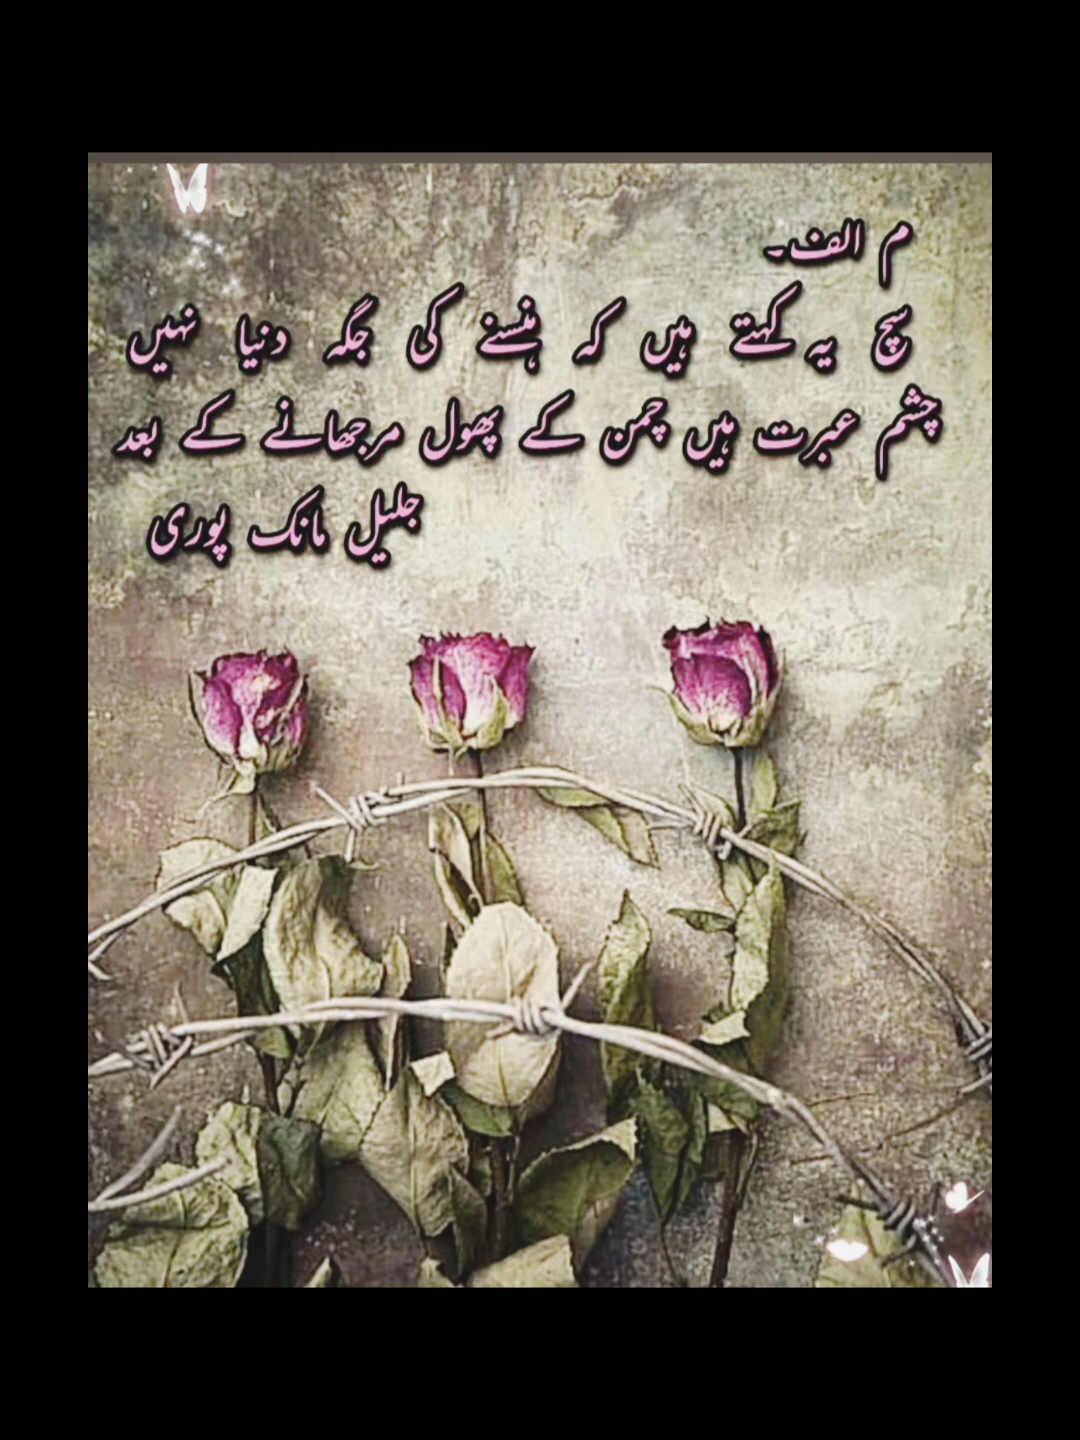 م الف۔
سچ یہ کہتے ہیں کہ ہنسنے کی جگہ دنیا نہیں
چشم عبرت ہیں چمن کے پھول مرجھانے کے بعد
جلیل مانک پوری